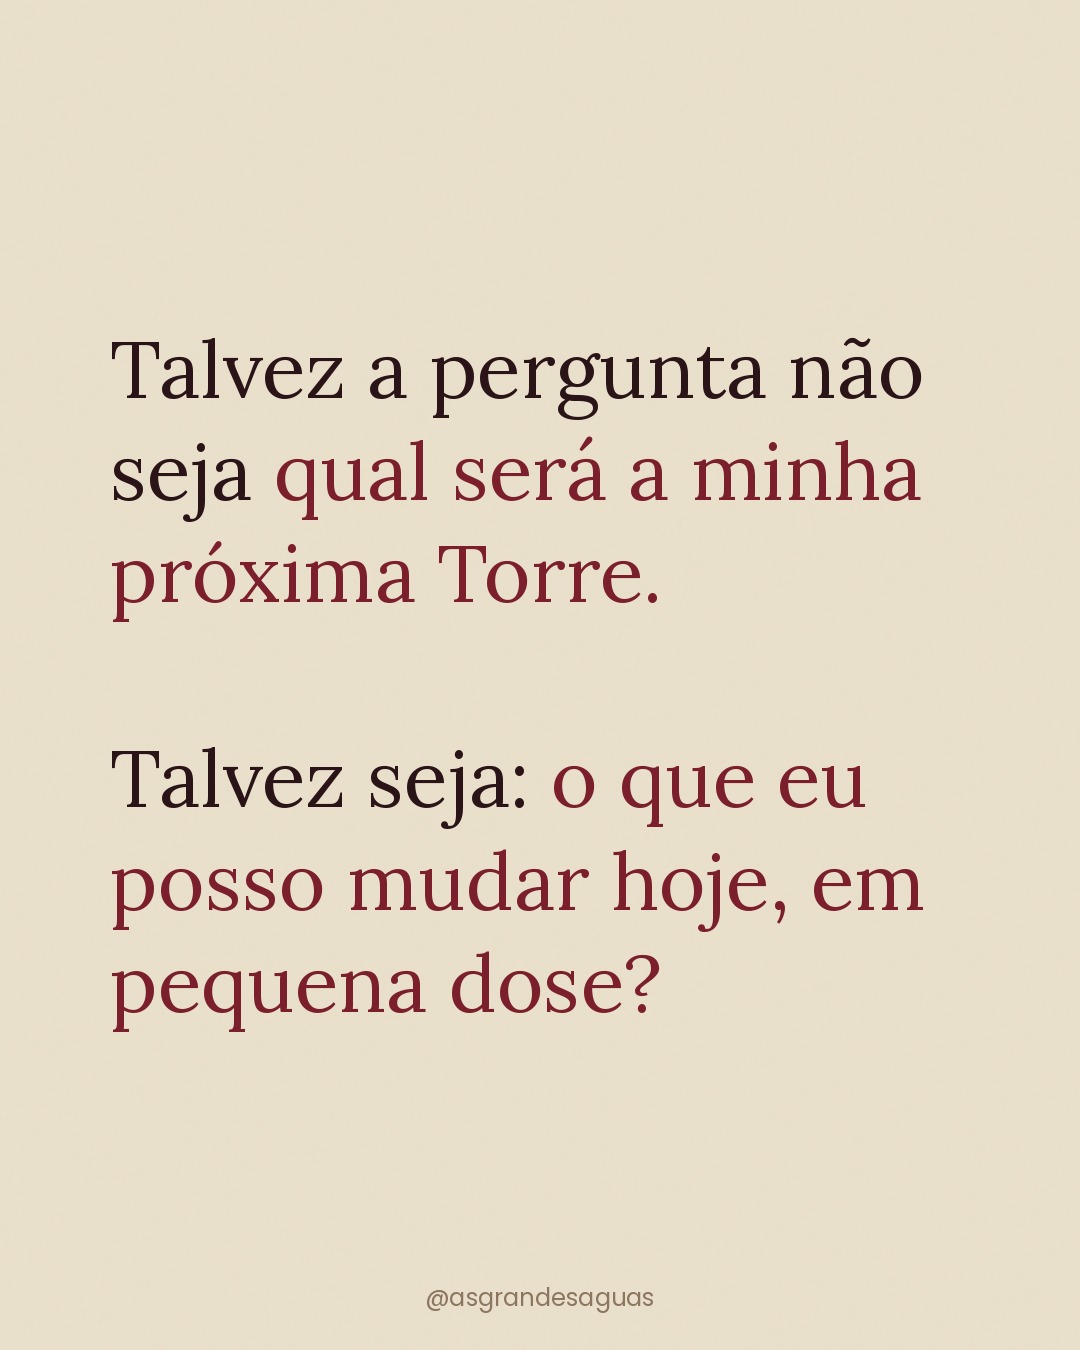 Talvez a pergunta não
seja qual será a minha
próxima Torre.
Talvez seja: o que eu
posso mudar hoje, em
pequena dose?
@asgrandesaguas